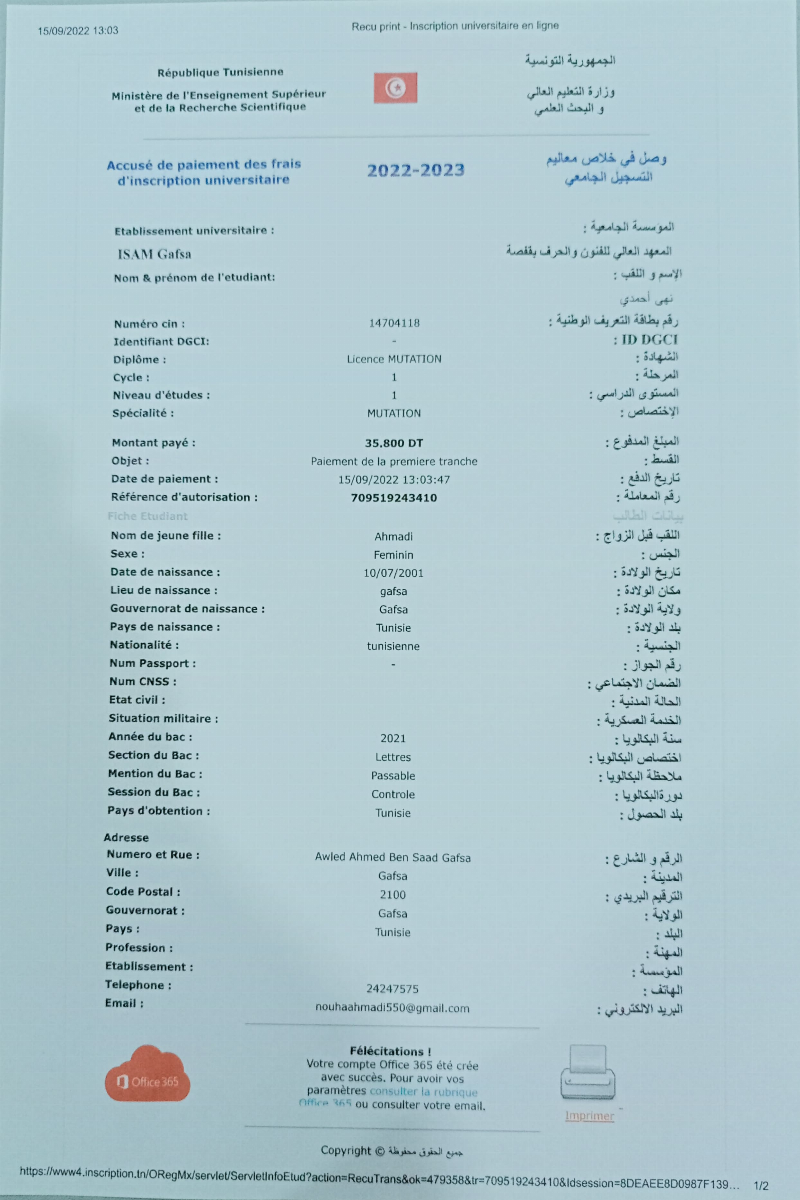 15/09/2022 13:03
Recu print - Inscription universitaire en ligne
République Tunisienne
الجمهورية التونسية
Ministère de l'Enseignement Supérieur
et de la Recherche Scientifique
وزارة التعليم العالي
و البحث العلمي
Accusé de paiement des frais
d'inscription universitaire
2022-2023
وصل في خلاص معاليم
التسجيل الجامعي
Etablissement universitaire :
المؤسسة الجامعية :
ISAM Gafsa
المعهد العالي للفنون والحرف بقفصة
Nom & prénom de l'etudiant:
الإسم و اللقب :
نهى أحمدي
Numéro cin : 14704118 رقم بطاقة التعريف الوطنية :
Identifiant DGCI: - ID DGCI :
Diplôme : Licence MUTATION الشهادة :
Cycle : 1 المرحلة :
Niveau d'études : 1 المستوى الدراسي :
Spécialité : MUTATION الإختصاص :
Montant payé : 35.800 DT المبلغ المدفوع :
Objet : Paiement de la premiere tranche القسط :
Date de paiement : 15/09/2022 13:03:47 تاريخ الدفع :
Référence d'autorisation : 709519243410 رقم المعاملة :
Fiche Etudiant بيانات الطالب
Nom de jeune fille : Ahmadi اللقب قبل الزواج :
Sexe : Feminin الجنس :
Date de naissance : 10/07/2001 تاريخ الولادة :
Lieu de naissance : gafsa مكان الولادة :
Gouvernorat de naissance : Gafsa ولاية الولادة :
Pays de naissance : Tunisie بلد الولادة :
Nationalité : tunisienne الجنسية :
Num Passport : - رقم الجواز :
Num CNSS : الضمان الاجتماعي :
Etat civil : الحالة المدنية :
Situation militaire : الخدمة العسكرية :
Année du bac : 2021 سنة البكالويا :
Section du Bac : Lettres اختصاص البكالويا :
Mention du Bac : Passable ملاحظة البكالويا :
Session du Bac : Controle دورةالبكالويا :
Pays d'obtention : Tunisie بلد الحصول :
Adresse
Numero et Rue : Awled Ahmed Ben Saad Gafsa الرقم و الشارع :
Ville : Gafsa المدينة :
Code Postal : 2100 الترقيم البريدي :
Gouvernorat : Gafsa الولاية :
Pays : Tunisie البلد :
Profession : المهنة :
Etablissement : المؤسسة :
Telephone : 24247575 الهاتف :
Email : nouhaahmadi550@gmail.com البريد الالكتروني :
Office 365
Félécitations !
Votre compte Office 365 été crée
avec succès. Pour avoir vos
paramètres consulter la rubrique
Office 365 ou consulter votre email.
Imprimer
Copyright © جميع الحقوق محفوظة
https://www4.inscription.tn/ORegMx/servlet/ServletInfoEtud?action=RecuTrans&ok=479358&tr=709519243410&Idsession=8DEAEE8D0987F139... 1/2